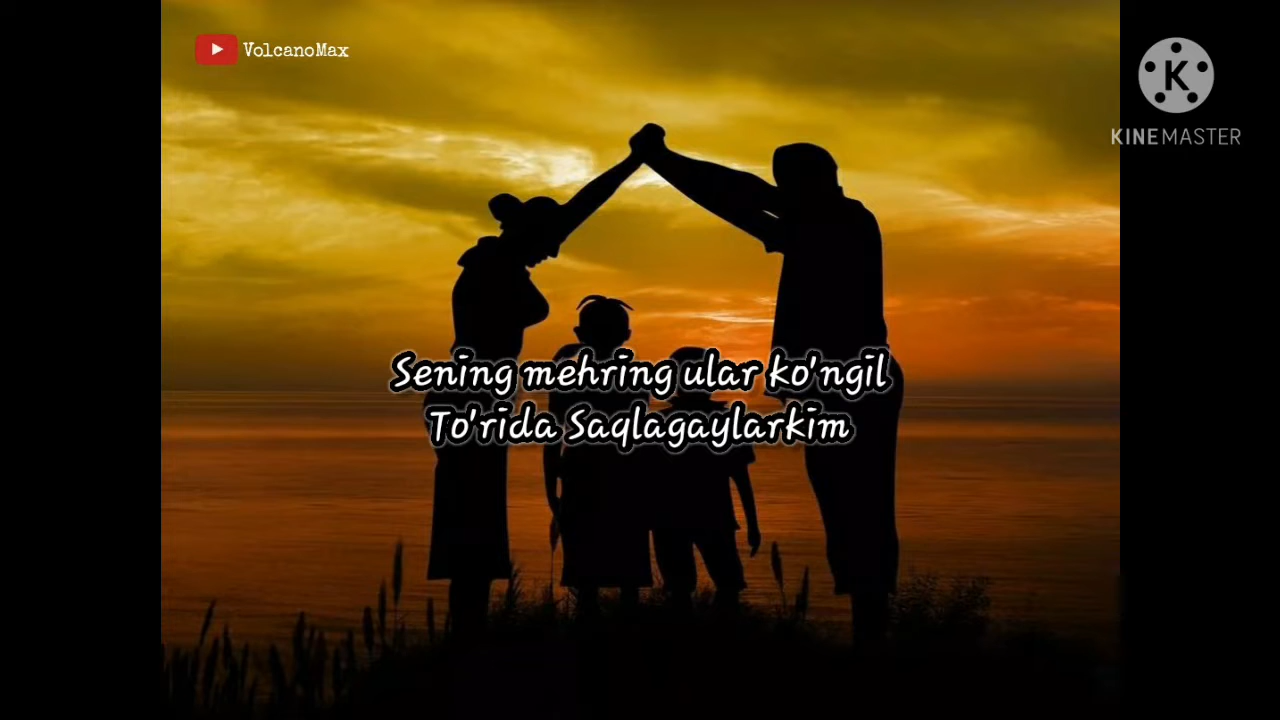 VolcanoMax
KINEMASTER
Sening mehring ular ko'ngil
To'rida Saqlagaylarkim